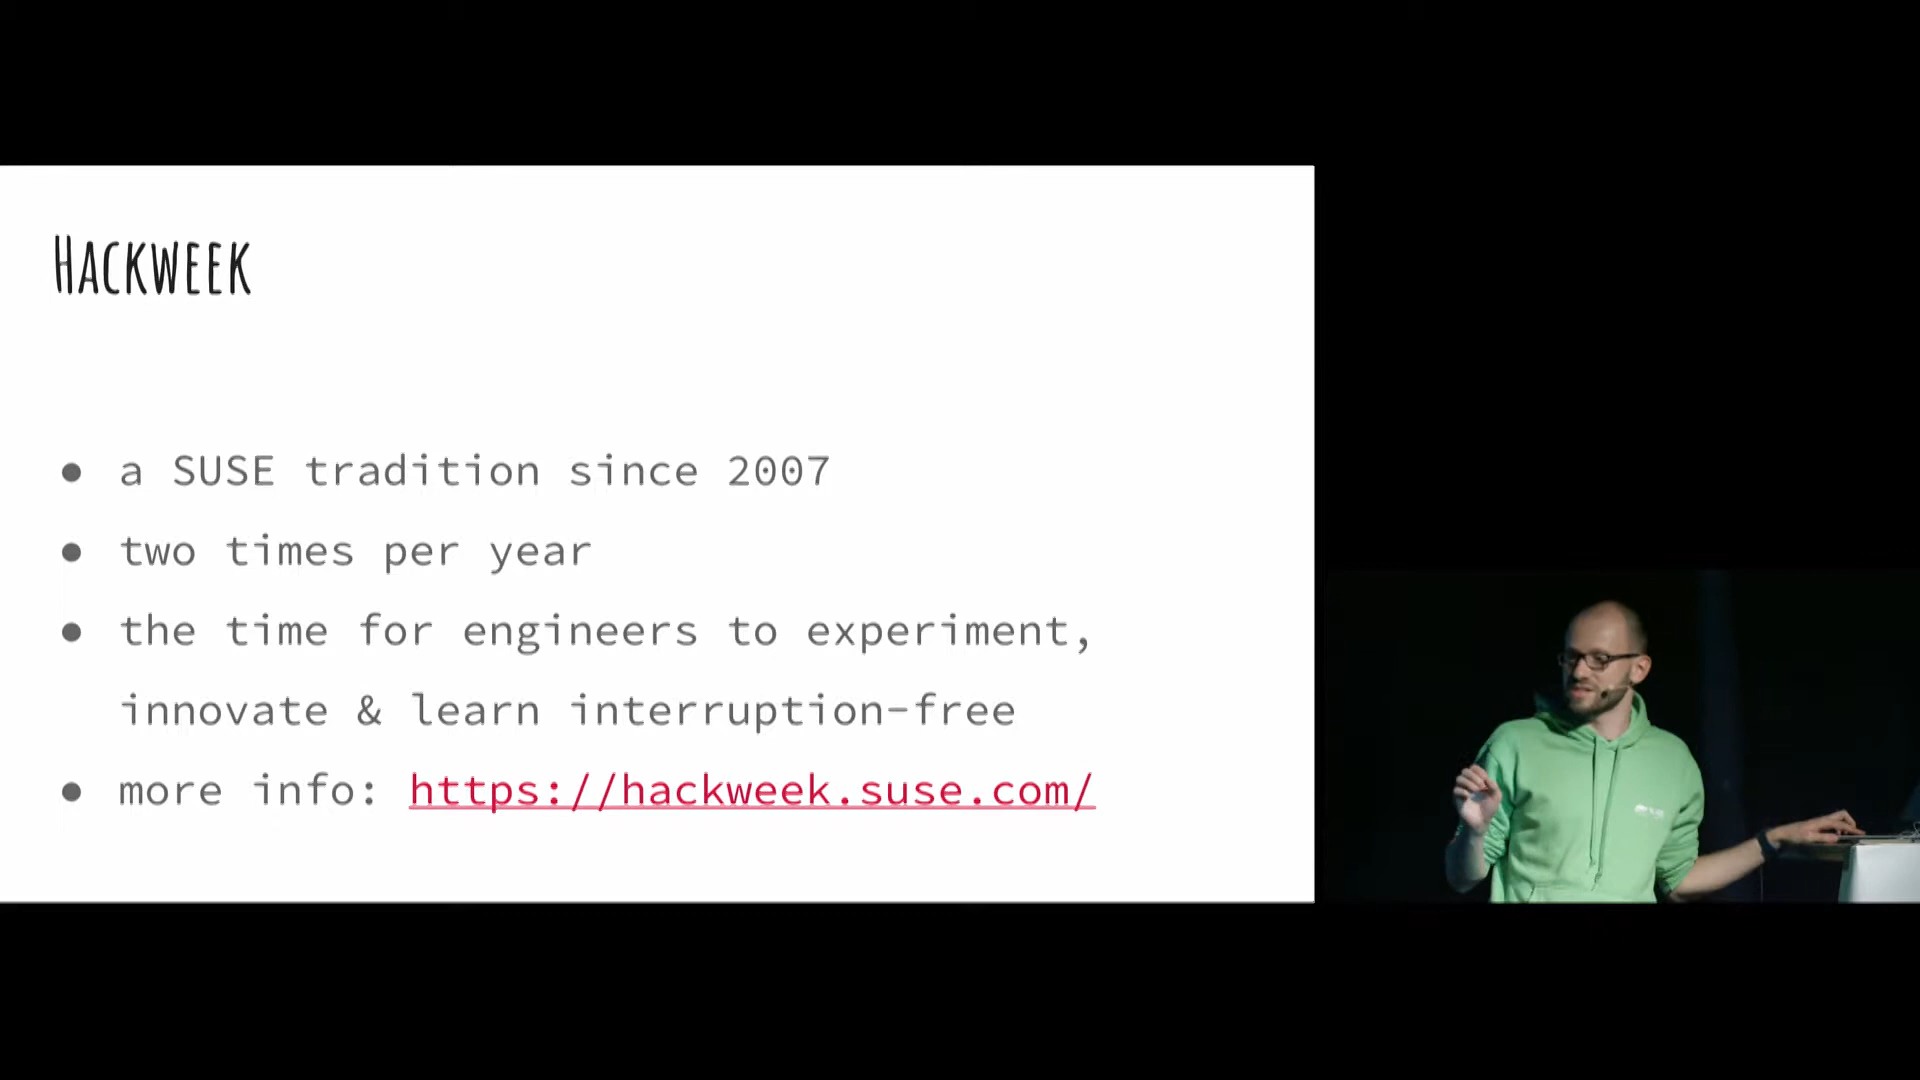 HACKWEEK
● a SUSE tradition since 2007
● two times per year
● the time for engineers to experiment,
innovate & learn interruption-free
● more info: https://hackweek.suse.com/